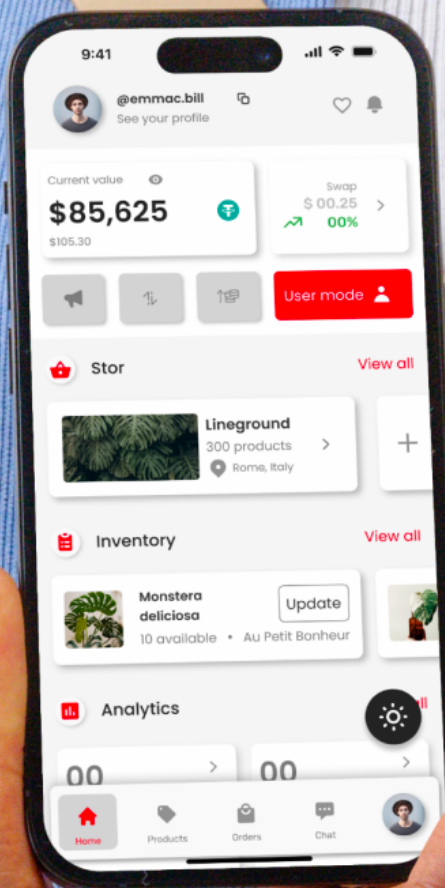 9:41
@emmac.bill
See your profile
Current value
$85,625
$105.30
Swap
$ 00.25
00%
User mode
Stor
View all
Lineground
300 products
Rome, Italy
Inventory
View all
Monstera
deliciosa
Update
10 available • Au Petit Bonheur
Analytics
all
00
00
Home
Products
Orders
Chat